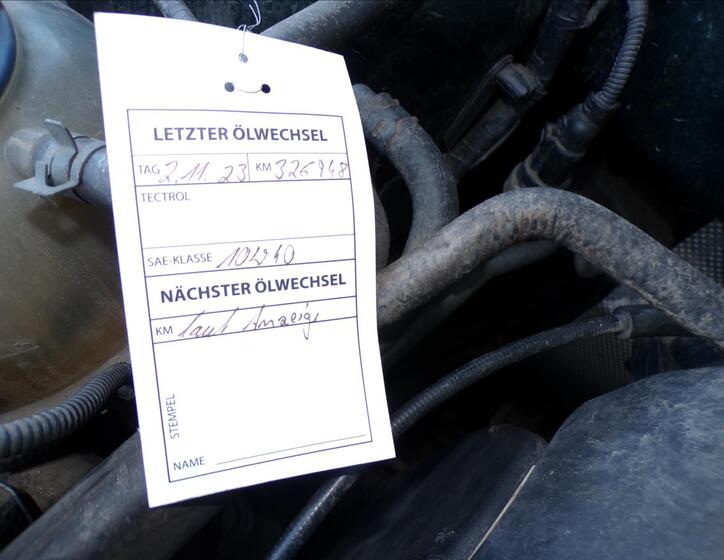 LETZTER ÖLWECHSEL
TAG 2.11.23 KM 326948
TECTROL
SAE-KLASSE 10W40
NÄCHSTER ÖLWECHSEL
KM laut Anzeige
STEMPEL
NAME